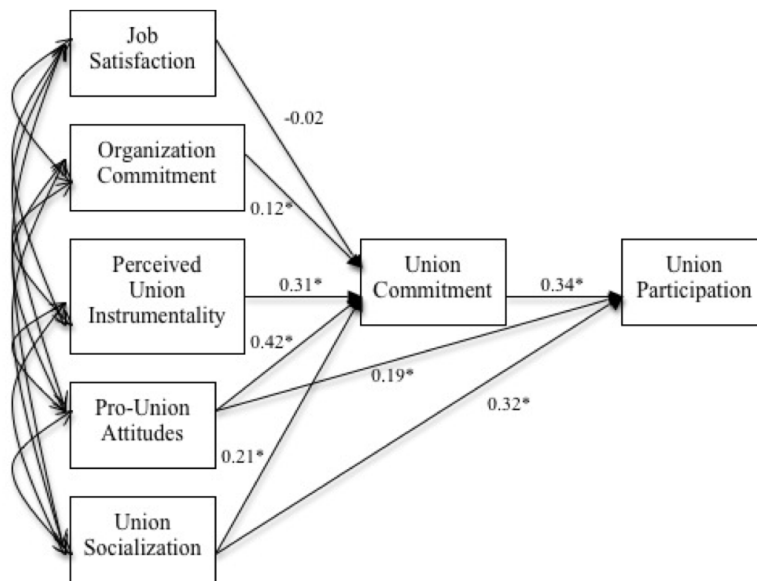 Job
Satisfaction
-0.02
Organization
Commitment
0.12*
Perceived
Union
Instrumentality
0.31*
Union
Commitment
0.34*
Union
Participation
0.42*
0.19*
Pro-Union
Attitudes
0.32*
0.21*
Union
Socialization